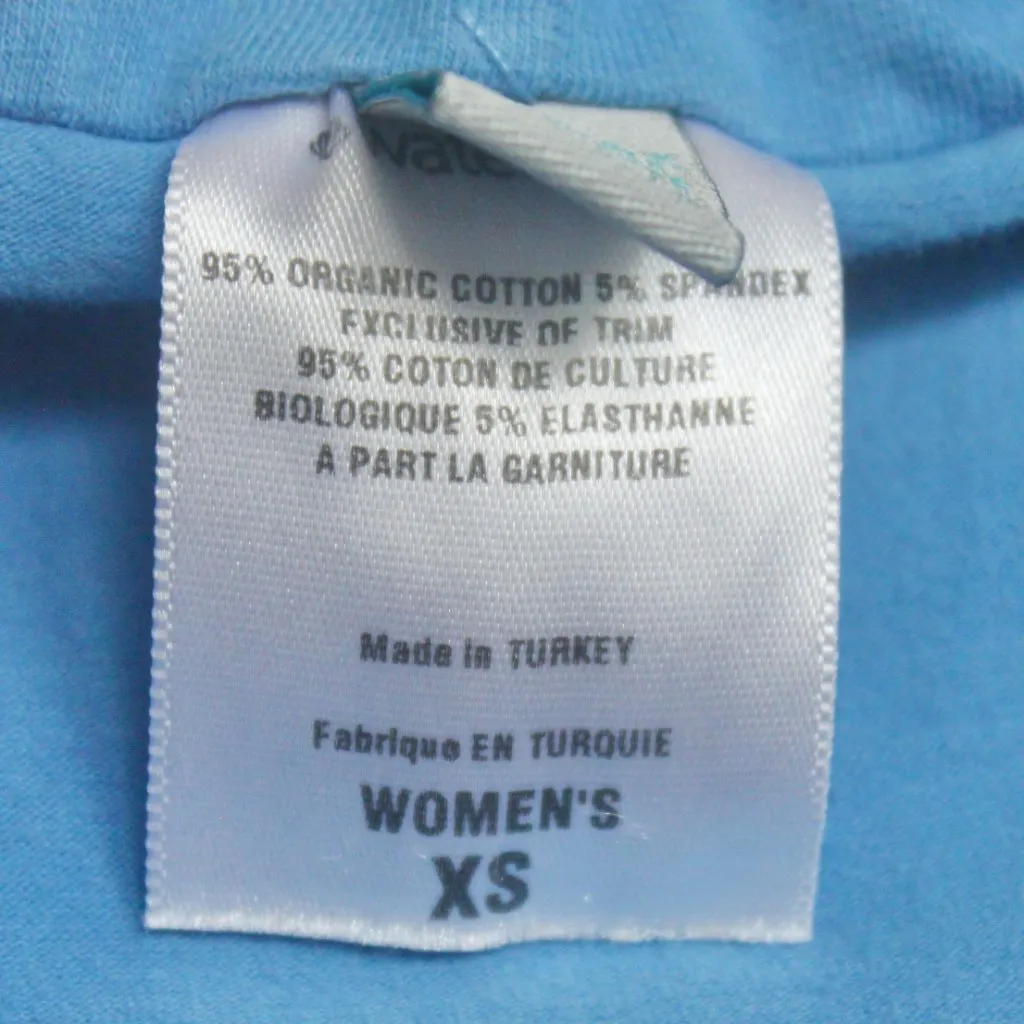 95% ORGANIC COTTON 5% SPANDEX
EXCLUSIVE OF TRIM
95% COTON DE CULTURE
BIOLOGIQUE 5% ELASTHANNE
A PART LA GARNITURE
Made in TURKEY
Fabrique EN TURQUIE
WOMEN'S
XS